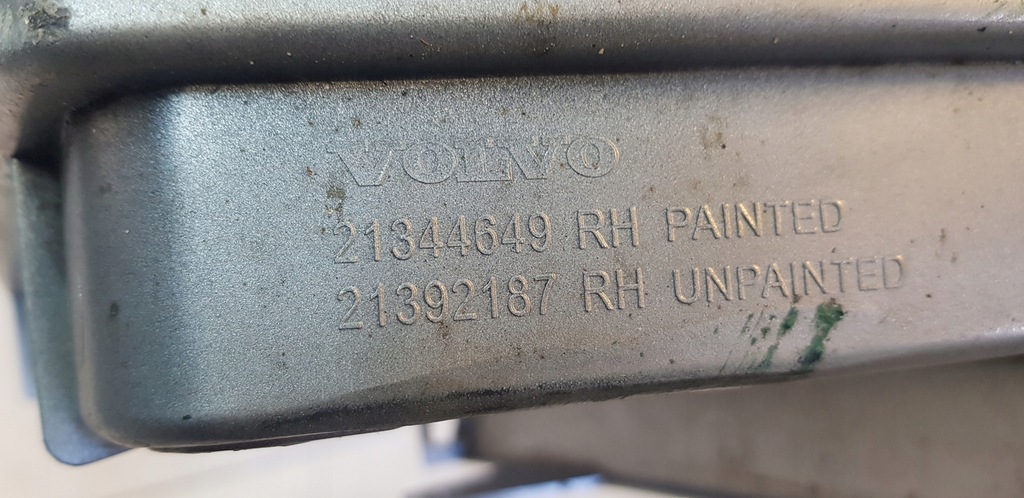 VOLVO
21344649 RH PAINTED
21392187 RH UNPAINTED